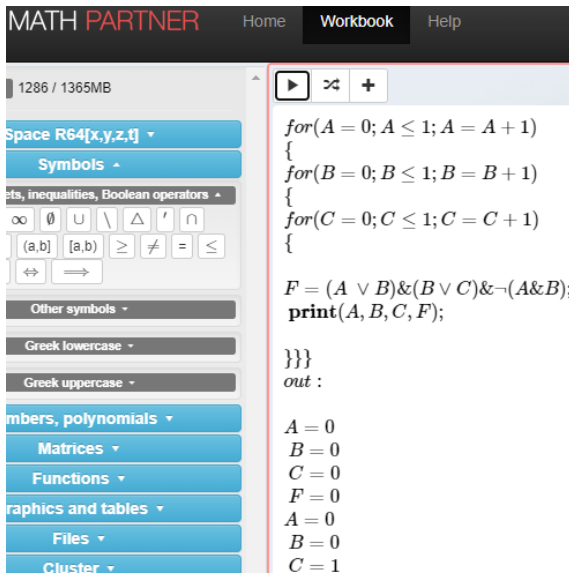 MATH PARTNER
Home Workbook Help
1286 / 1365MB
Space R64[x,y,z,t]
Symbols
ets, inequalities, Boolean operators
∞ ∅ ∪ \ △ ′ ∩
(a,b] [a,b) ≥ ≠ = ≤
⇔ ⟹
Other symbols
Greek lowercase
Greek uppercase
mbers, polynomials
Matrices
Functions
raphics and tables
Files
Cluster
for(A = 0; A ≤ 1; A = A + 1)
{
for(B = 0; B ≤ 1; B = B + 1)
{
for(C = 0; C ≤ 1; C = C + 1)
{
F = (A ∨ B)&(B ∨ C)&¬(A&B);
print(A, B, C, F);
}}}
out :
A = 0
B = 0
C = 0
F = 0
A = 0
B = 0
C = 1